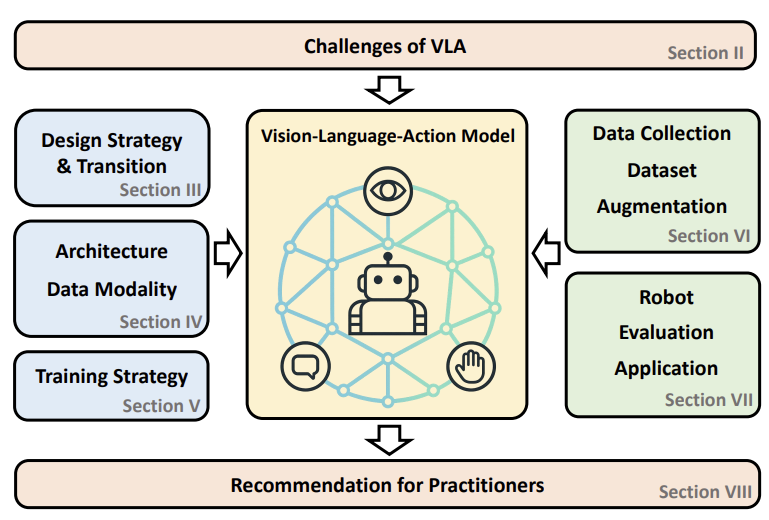 Challenges of VLA
Section II
Design Strategy
& Transition
Section III
Architecture
Data Modality
Section IV
Training Strategy
Section V
Vision-Language-Action Model
Data Collection
Dataset
Augmentation
Section VI
Robot
Evaluation
Application
Section VII
Recommendation for Practitioners
Section VIII